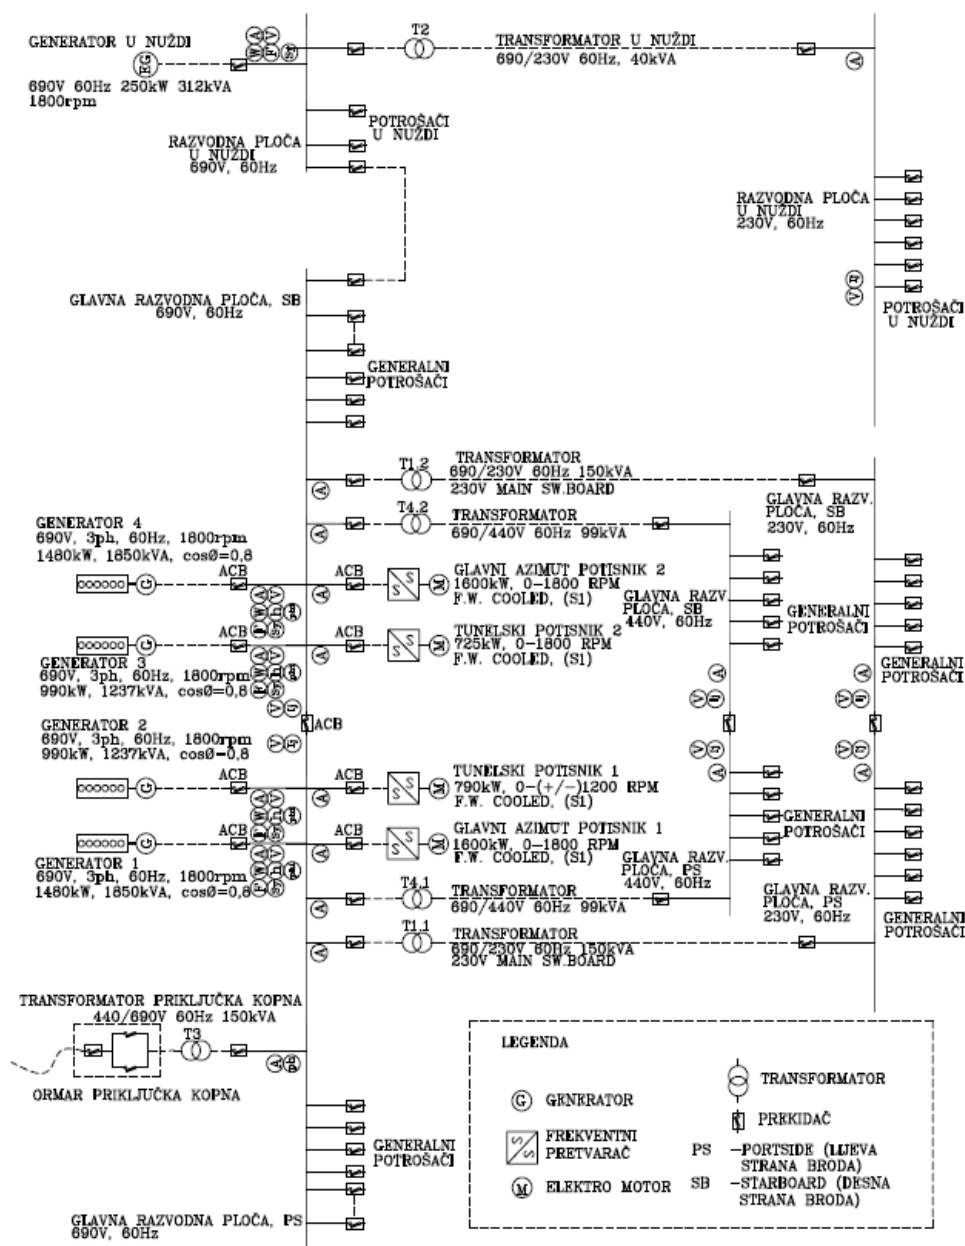 T2
GENERATOR U NUŽDI
EG
690V 60Hz 250kW 312kVA
1800rpm
W A
F V
Sy
TRANSFORMATOR U NUŽDI
690/230V 60Hz, 40kVA
A
POTROŠAČI
U NUŽDI
RAZVODNA PLOČA
U NUŽDI
690V, 60Hz
RAZVODNA PLOČA
U NUŽDI
230V, 60Hz
POTROŠAČI
U NUŽDI
GLAVNA RAZVODNA PLOČA, SB
690V, 60Hz
GENERALNI
POTROŠAČI
T1.2
TRANSFORMATOR
690/230V 60Hz 150kVA
230V MAIN SW.BOARD
A
GLAVNA RAZV.
PLOČA, SB
230V, 60Hz
T4.2
TRANSFORMATOR
690/440V 60Hz 99kVA
A
GENERATOR 4
690V, 3ph, 60Hz, 1800rpm
1480kW, 1850kVA, cosØ=0,8
G
ACB
ACB
A
S S
M
GLAVNI AZIMUT POTISNIK 2
1600kW, 0-1800 RPM
F.W. COOLED, (S1)
GLAVNA RAZV.
PLOČA, SB
440V, 60Hz
GENERALNI
POTROŠAČI
G
ACB
ACB
A
S S
M
TUNELSKI POTISNIK 2
725kW, 0-1800 RPM
F.W. COOLED, (S1)
GENERALNI
POTROŠAČI
GENERATOR 3
690V, 3ph, 60Hz, 1800rpm
990kW, 1237kVA, cosØ=0,8
ACB
GENERATOR 2
690V, 3ph, 60Hz, 1800rpm
990kW, 1237kVA, cosØ=0,8
G
ACB
ACB
A
S S
M
TUNELSKI POTISNIK 1
790kW, 0-(+/-)1200 RPM
F.W. COOLED, (S1)
GENERALNI
POTROŠAČI
G
ACB
ACB
A
S S
M
GLAVNI AZIMUT POTISNIK 1
1600kW, 0-1800 RPM
F.W. COOLED, (S1)
GENERATOR 1
690V, 3ph, 60Hz, 1800rpm
1480kW, 1850kVA, cosØ=0,8
GLAVNA RAZV.
PLOČA, PS
440V, 60Hz
T4.1
TRANSFORMATOR
690/440V 60Hz 99kVA
A
GLAVNA RAZV.
PLOČA, PS
230V, 60Hz
GENERALNI
POTROŠAČI
T1.1
TRANSFORMATOR
690/230V 60Hz 150kVA
230V MAIN SW.BOARD
A
TRANSFORMATOR PRIKLJUČKA KOPNA
440/690V 60Hz 150kVA
T3
A
ORMAR PRIKLJUČKA KOPNA
GENERALNI
POTROŠAČI
GLAVNA RAZVODNA PLOČA, PS
690V, 60Hz
LEGENDA
G GENERATOR
S S FREKVENTNI
PRETVARAČ
M ELEKTRO MOTOR
TRANSFORMATOR
PREKIDAČ
PS -PORTSIDE (LIJEVA
STRANA BRODA)
SB -STARBOARD (DESNA
STRANA BRODA)